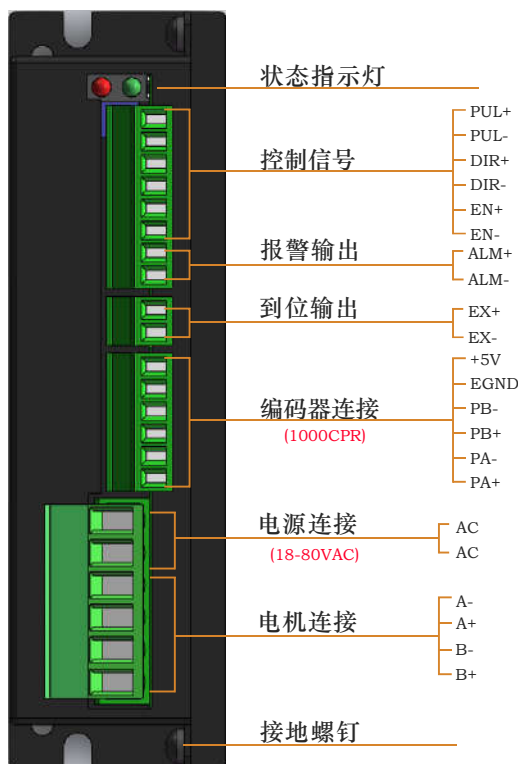 状态指示灯
控制信号
PUL+
PUL-
DIR+
DIR-
EN+
EN-
报警输出
ALM+
ALM-
到位输出
EX+
EX-
编码器连接
(1000CPR)
+5V
EGND
PB-
PB+
PA-
PA+
电源连接
(18-80VAC)
AC
AC
电机连接
A-
A+
B-
B+
接地螺钉